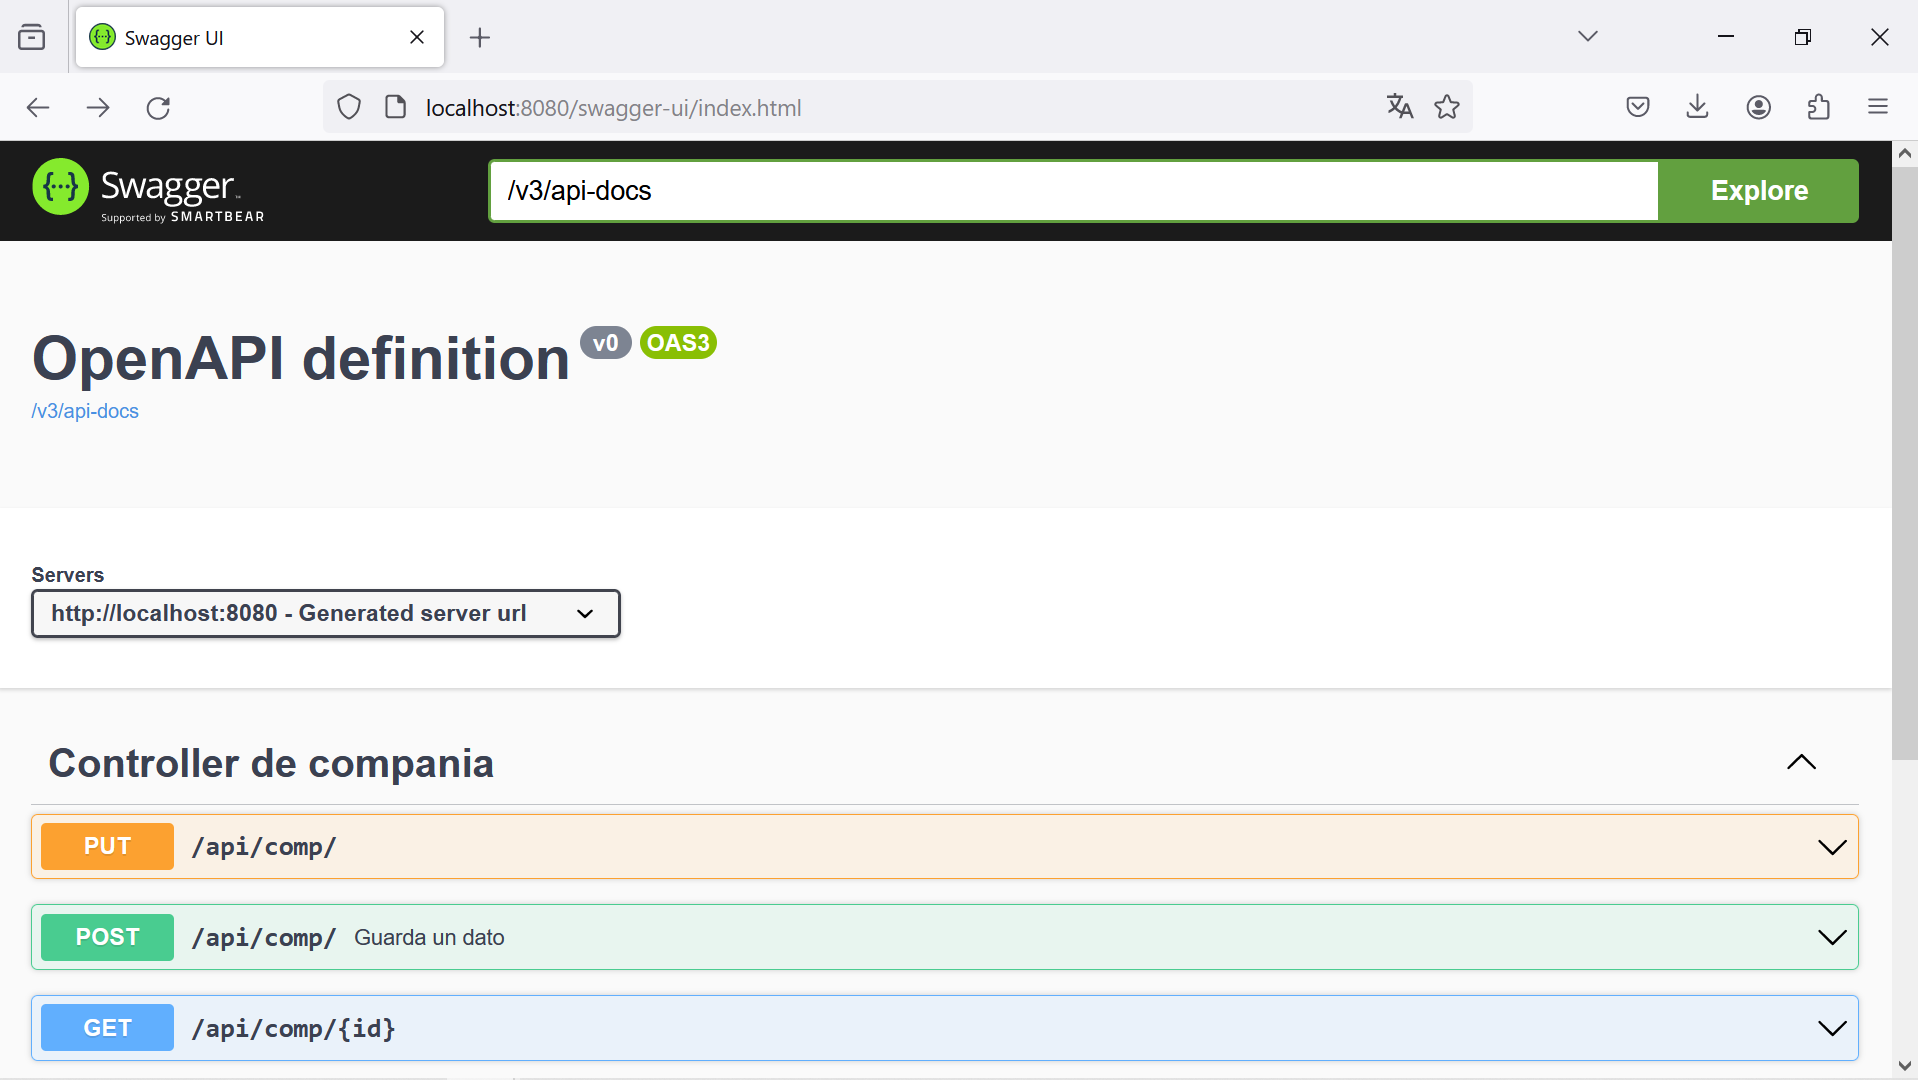 Swagger UI
localhost:8080/swagger-ui/index.html
Swagger
Supported by SMARTBEAR
/v3/api-docs
Explore
OpenAPI definition v0 OAS3
/v3/api-docs
Servers
http://localhost:8080 - Generated server url
Controller de compania
PUT /api/comp/
POST /api/comp/ Guarda un dato
GET /api/comp/{id}